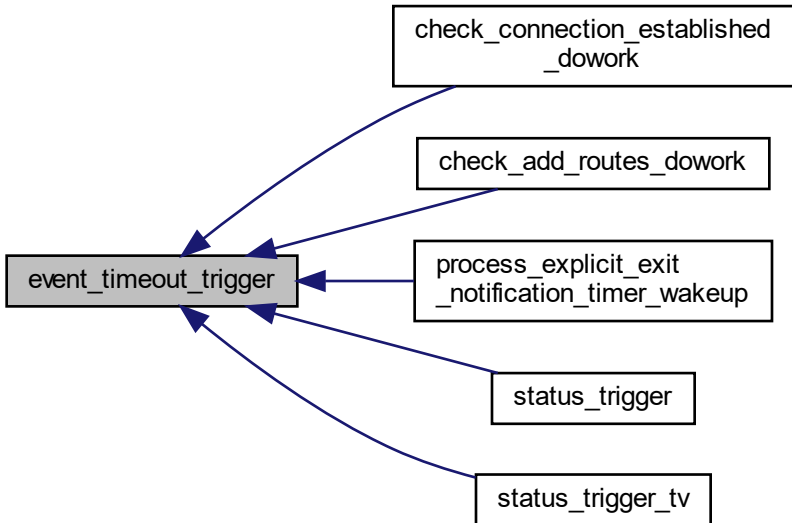 check_connection_established
_dowork
check_add_routes_dowork
event_timeout_trigger
process_explicit_exit
_notification_timer_wakeup
status_trigger
status_trigger_tv